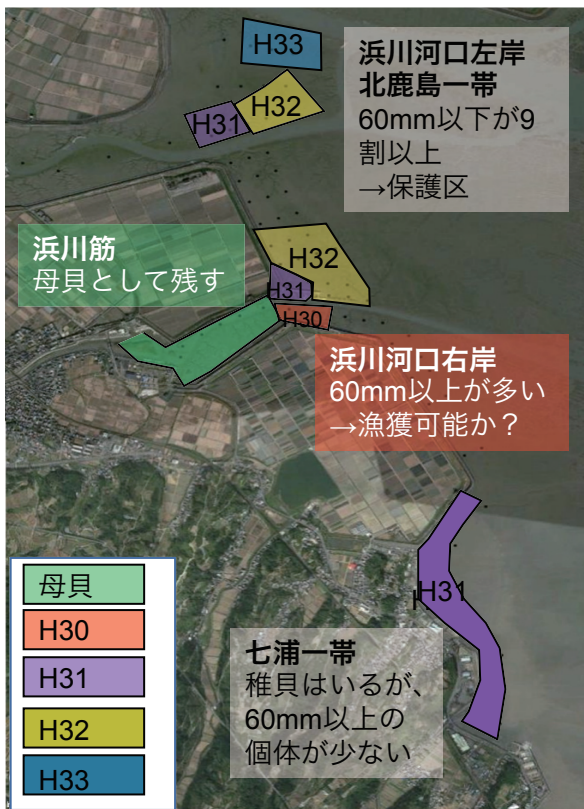 H33
H32
H31
浜川河口左岸
北鹿島一帯
60mm以下が9
割以上
→保護区
浜川筋
母貝として残す
H32
H31
H30
浜川河口右岸
60mm以上が多い
→漁獲可能か？
H31
七浦一帯
稚貝はいるが、
60mm以上の
個体が少ない
母貝
H30
H31
H32
H33